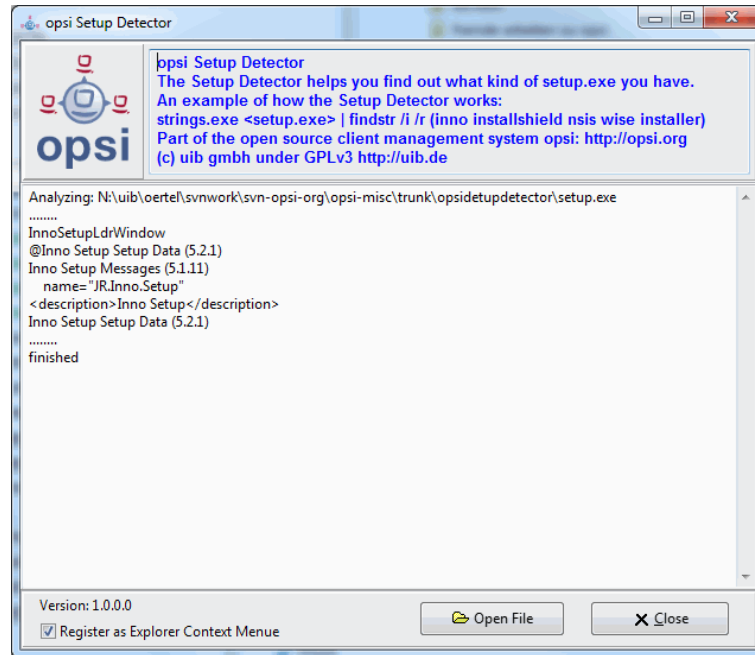 opsi Setup Detector
opsi
opsi Setup Detector
The Setup Detector helps you find out what kind of setup.exe you have.
An example of how the Setup Detector works:
strings.exe <setup.exe> | findstr /i /r (inno installshield nsis wise installer)
Part of the open source client management system opsi: http://opsi.org
(c) uib gmbh under GPLv3 http://uib.de
Analyzing: N:\uib\oertel\svnwork\svn-opsi-org\opsi-misc\trunk\opsidetupdetector\setup.exe
........
InnoSetupLdrWindow
@Inno Setup Setup Data (5.2.1)
Inno Setup Messages (5.1.11)
name="JR.Inno.Setup"
<description>Inno Setup</description>
Inno Setup Setup Data (5.2.1)
........
finished
Version: 1.0.0.0
Register as Explorer Context Menue
Open File
Close